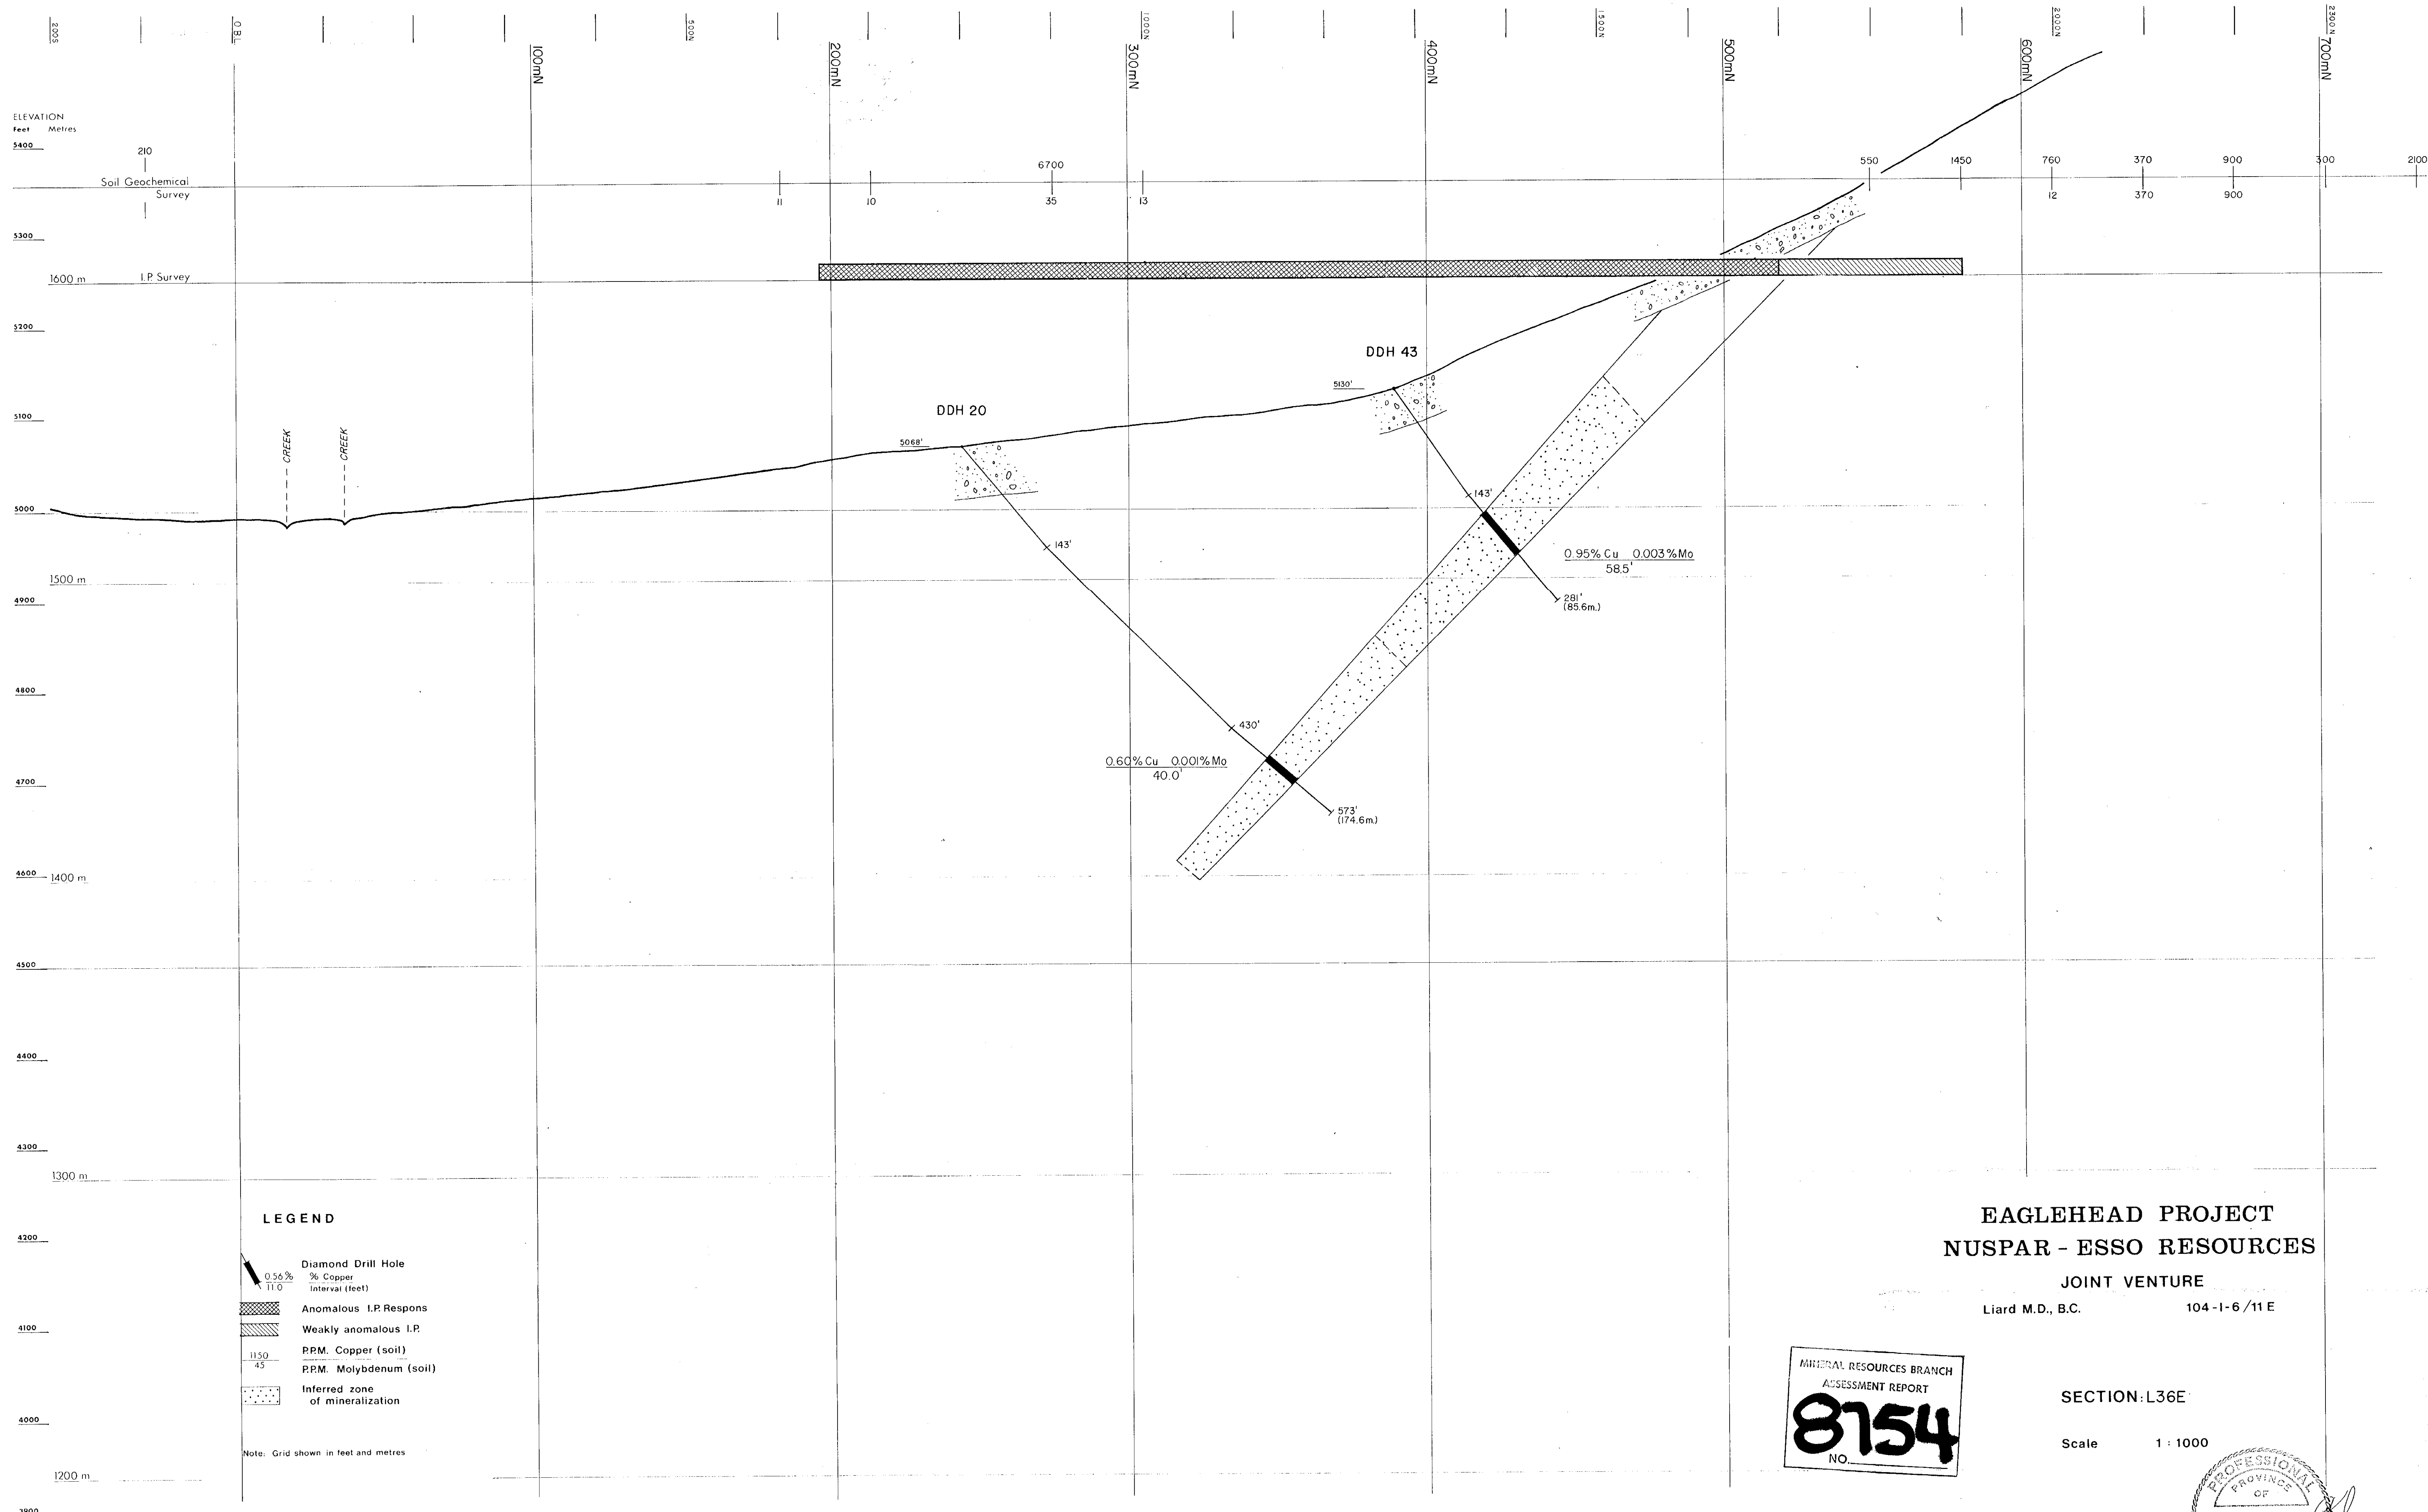 200S
O.B.L.
500N
1000N
1500N
2000N
2300N
100mN
200mN
300mN
400mN
500mN
600mN
700mN
ELEVATION
Feet Metres
5400
210
6700
550
1450
760
370
900
300
200
Soil Geochemical
Survey
11
10
35
13
12
370
900
5300
1600 m
I.P. Survey
5200
DDH 43
5130'
DDH 20
5100
5068'
CREEK
CREEK
5000
143'
143'
0.95% Cu 0.003% Mo
58.5'
1500 m
4900
281'
(85.6m.)
4800
430'
0.60% Cu 0.001% Mo
40.0'
4700
573'
(174.6m.)
4600
1400 m
4500
4400
4300
1300 m
LEGEND
4200
Diamond Drill Hole
0.56% % Copper
11.0 Interval (feet)
Anomalous I.P. Respons
4100
Weakly anomalous I.P.
1150 P.P.M. Copper (soil)
45 P.P.M. Molybdenum (soil)
Inferred zone
of mineralization
4000
Note: Grid shown in feet and metres
1200 m
3900
EAGLEHEAD PROJECT
NUSPAR - ESSO RESOURCES
JOINT VENTURE
Liard M.D., B.C. 104-I-6/11 E
MINERAL RESOURCES BRANCH
ASSESSMENT REPORT
8754
NO.
SECTION: L36E
Scale 1 : 1000
PROFESSIONAL
PROVINCE
OF